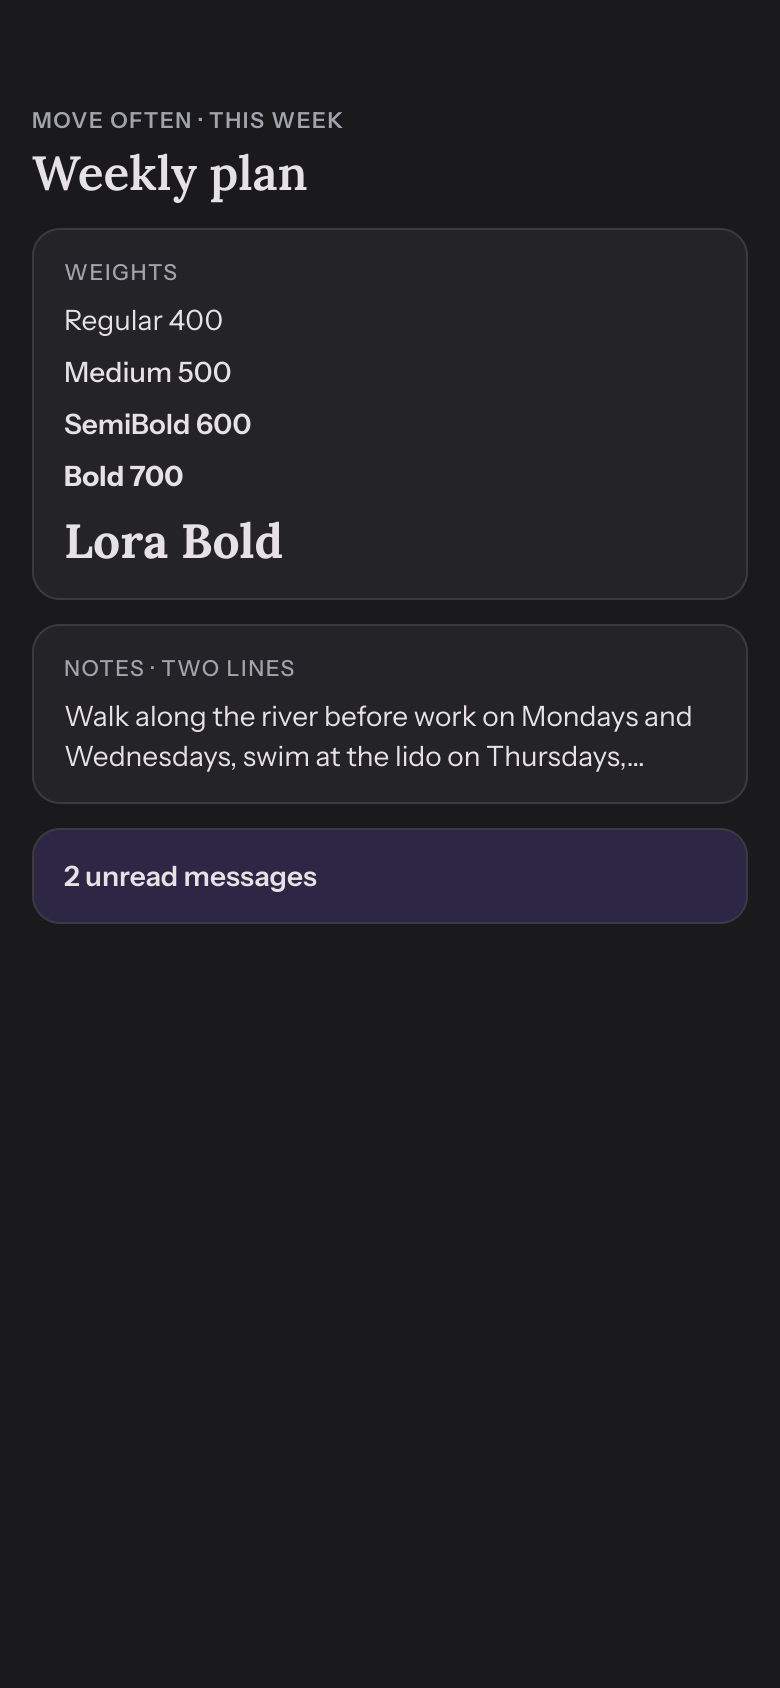 MOVE OFTEN · THIS WEEK
Weekly plan
WEIGHTS
Regular 400
Medium 500
SemiBold 600
Bold 700
Lora Bold
NOTES · TWO LINES
Walk along the river before work on Mondays and
Wednesdays, swim at the lido on Thursdays,...
2 unread messages